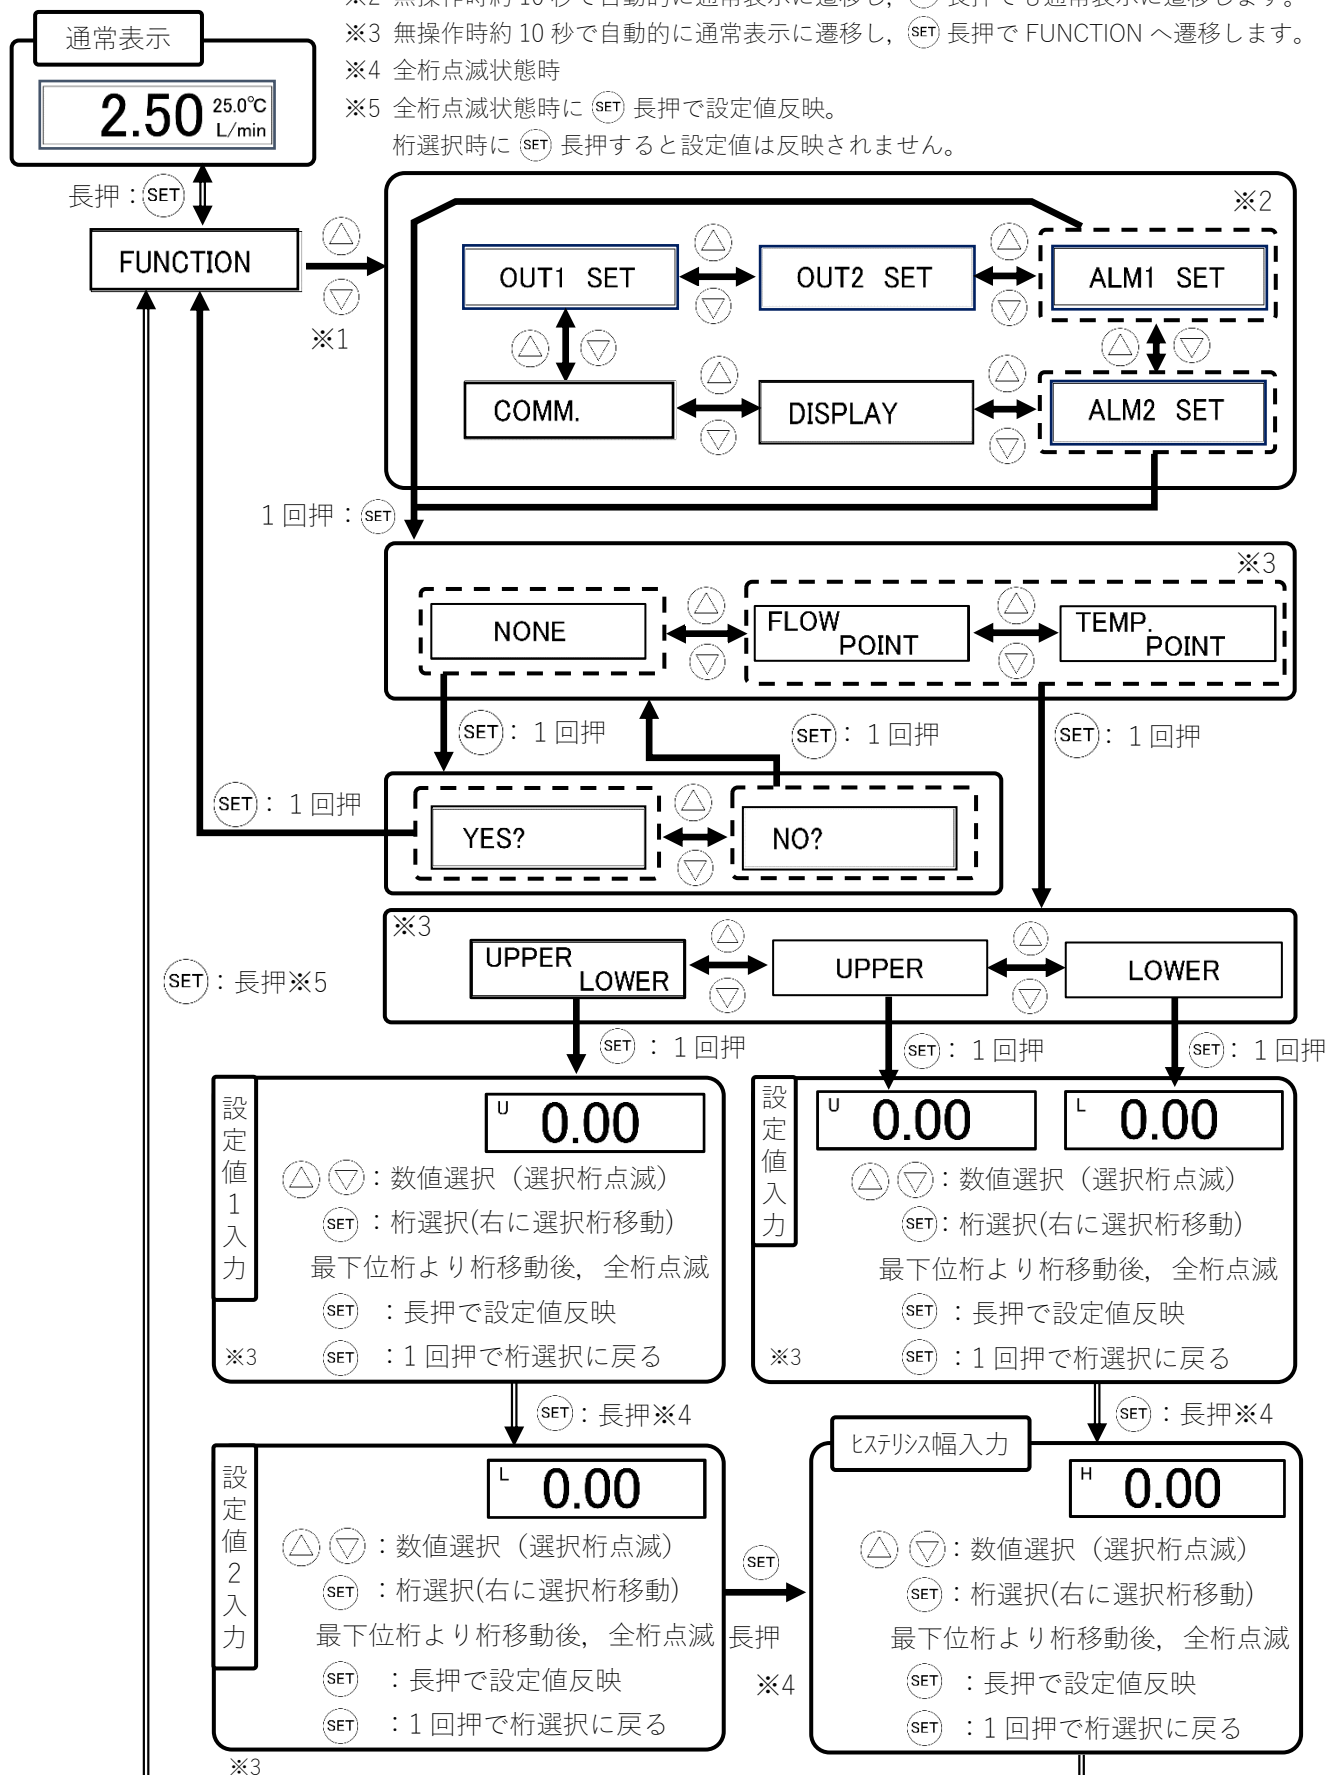 ※2 無操作時約 10 秒で自動的に通常表示に遷移し, 長押でも通常表示に遷移します。
※3 無操作時約 10 秒で自動的に通常表示に遷移し, SET 長押で FUNCTION へ遷移します。
※4 全桁点滅状態時
※5 全桁点滅状態時に SET 長押で設定値反映。
桁選択時に SET 長押すると設定値は反映されません。
通常表示
2.50 25.0℃
L/min
長押:SET
FUNCTION
※1
※2
OUT1 SET
OUT2 SET
ALM1 SET
COMM.
DISPLAY
ALM2 SET
1回押:SET
※3
NONE
FLOW
POINT
TEMP.
POINT
SET:1回押
SET:1回押
SET:1回押
SET:1回押
YES?
NO?
※3
UPPER
LOWER
UPPER
LOWER
SET:長押※5
SET:1回押
SET:1回押
SET:1回押
設定値1入力
U 0.00
△▽:数値選択(選択桁点滅)
SET:桁選択(右に選択桁移動)
最下位桁より桁移動後,全桁点滅
SET:長押で設定値反映
※3 SET:1回押で桁選択に戻る
設定値入力
U 0.00
L 0.00
△▽:数値選択(選択桁点滅)
SET:桁選択(右に選択桁移動)
最下位桁より桁移動後,全桁点滅
SET:長押で設定値反映
※3 SET:1回押で桁選択に戻る
SET:長押※4
SET:長押※4
設定値2入力
L 0.00
△▽:数値選択(選択桁点滅)
SET:桁選択(右に選択桁移動)
最下位桁より桁移動後,全桁点滅
SET:長押で設定値反映
SET:1回押で桁選択に戻る
※3
SET
長押
※4
ヒステリシス幅入力
H 0.00
△▽:数値選択(選択桁点滅)
SET:桁選択(右に選択桁移動)
最下位桁より桁移動後,全桁点滅
SET:長押で設定値反映
SET:1回押で桁選択に戻る